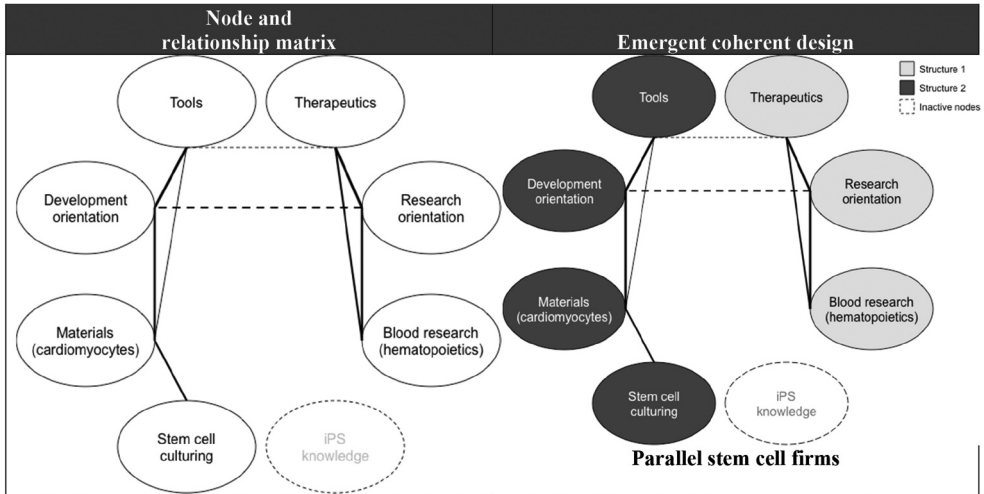 Node and
relationship matrix
Emergent coherent design
Tools
Therapeutics
Development
orientation
Research
orientation
Materials
(cardiomyocytes)
Blood research
(hematopoietics)
Stem cell
culturing
iPS
knowledge
Structure 1
Structure 2
Inactive nodes
Tools
Therapeutics
Development
orientation
Research
orientation
Materials
(cardiomyocytes)
Blood research
(hematopoietics)
Stem cell
culturing
iPS
knowledge
Parallel stem cell firms